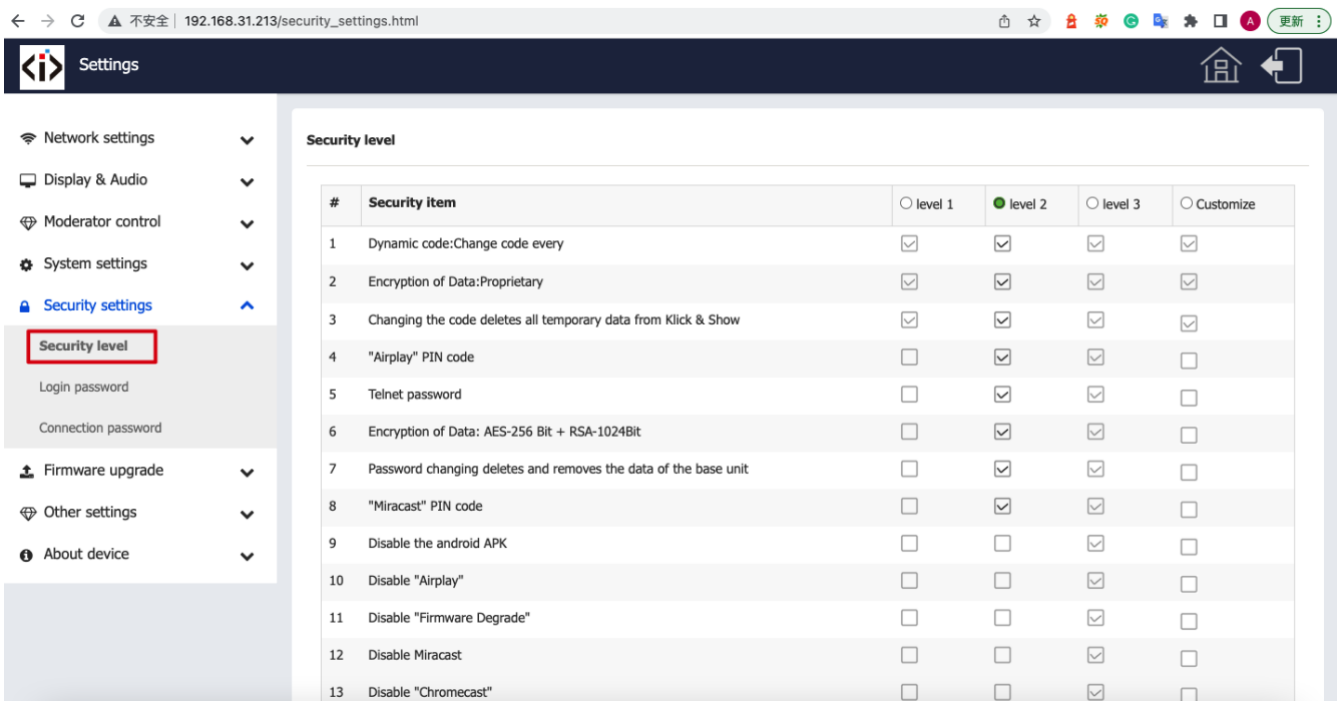 不安全 192.168.31.213/security_settings.html 更新
Settings
Network settings
Display & Audio
Moderator control
System settings
Security settings
Security level
Login password
Connection password
Firmware upgrade
Other settings
About device
Security level
# Security item level 1 level 2 level 3 Customize
1 Dynamic code:Change code every
2 Encryption of Data:Proprietary
3 Changing the code deletes all temporary data from Klick & Show
4 "Airplay" PIN code
5 Telnet password
6 Encryption of Data: AES-256 Bit + RSA-1024Bit
7 Password changing deletes and removes the data of the base unit
8 "Miracast" PIN code
9 Disable the android APK
10 Disable "Airplay"
11 Disable "Firmware Degrade"
12 Disable Miracast
13 Disable "Chromecast"